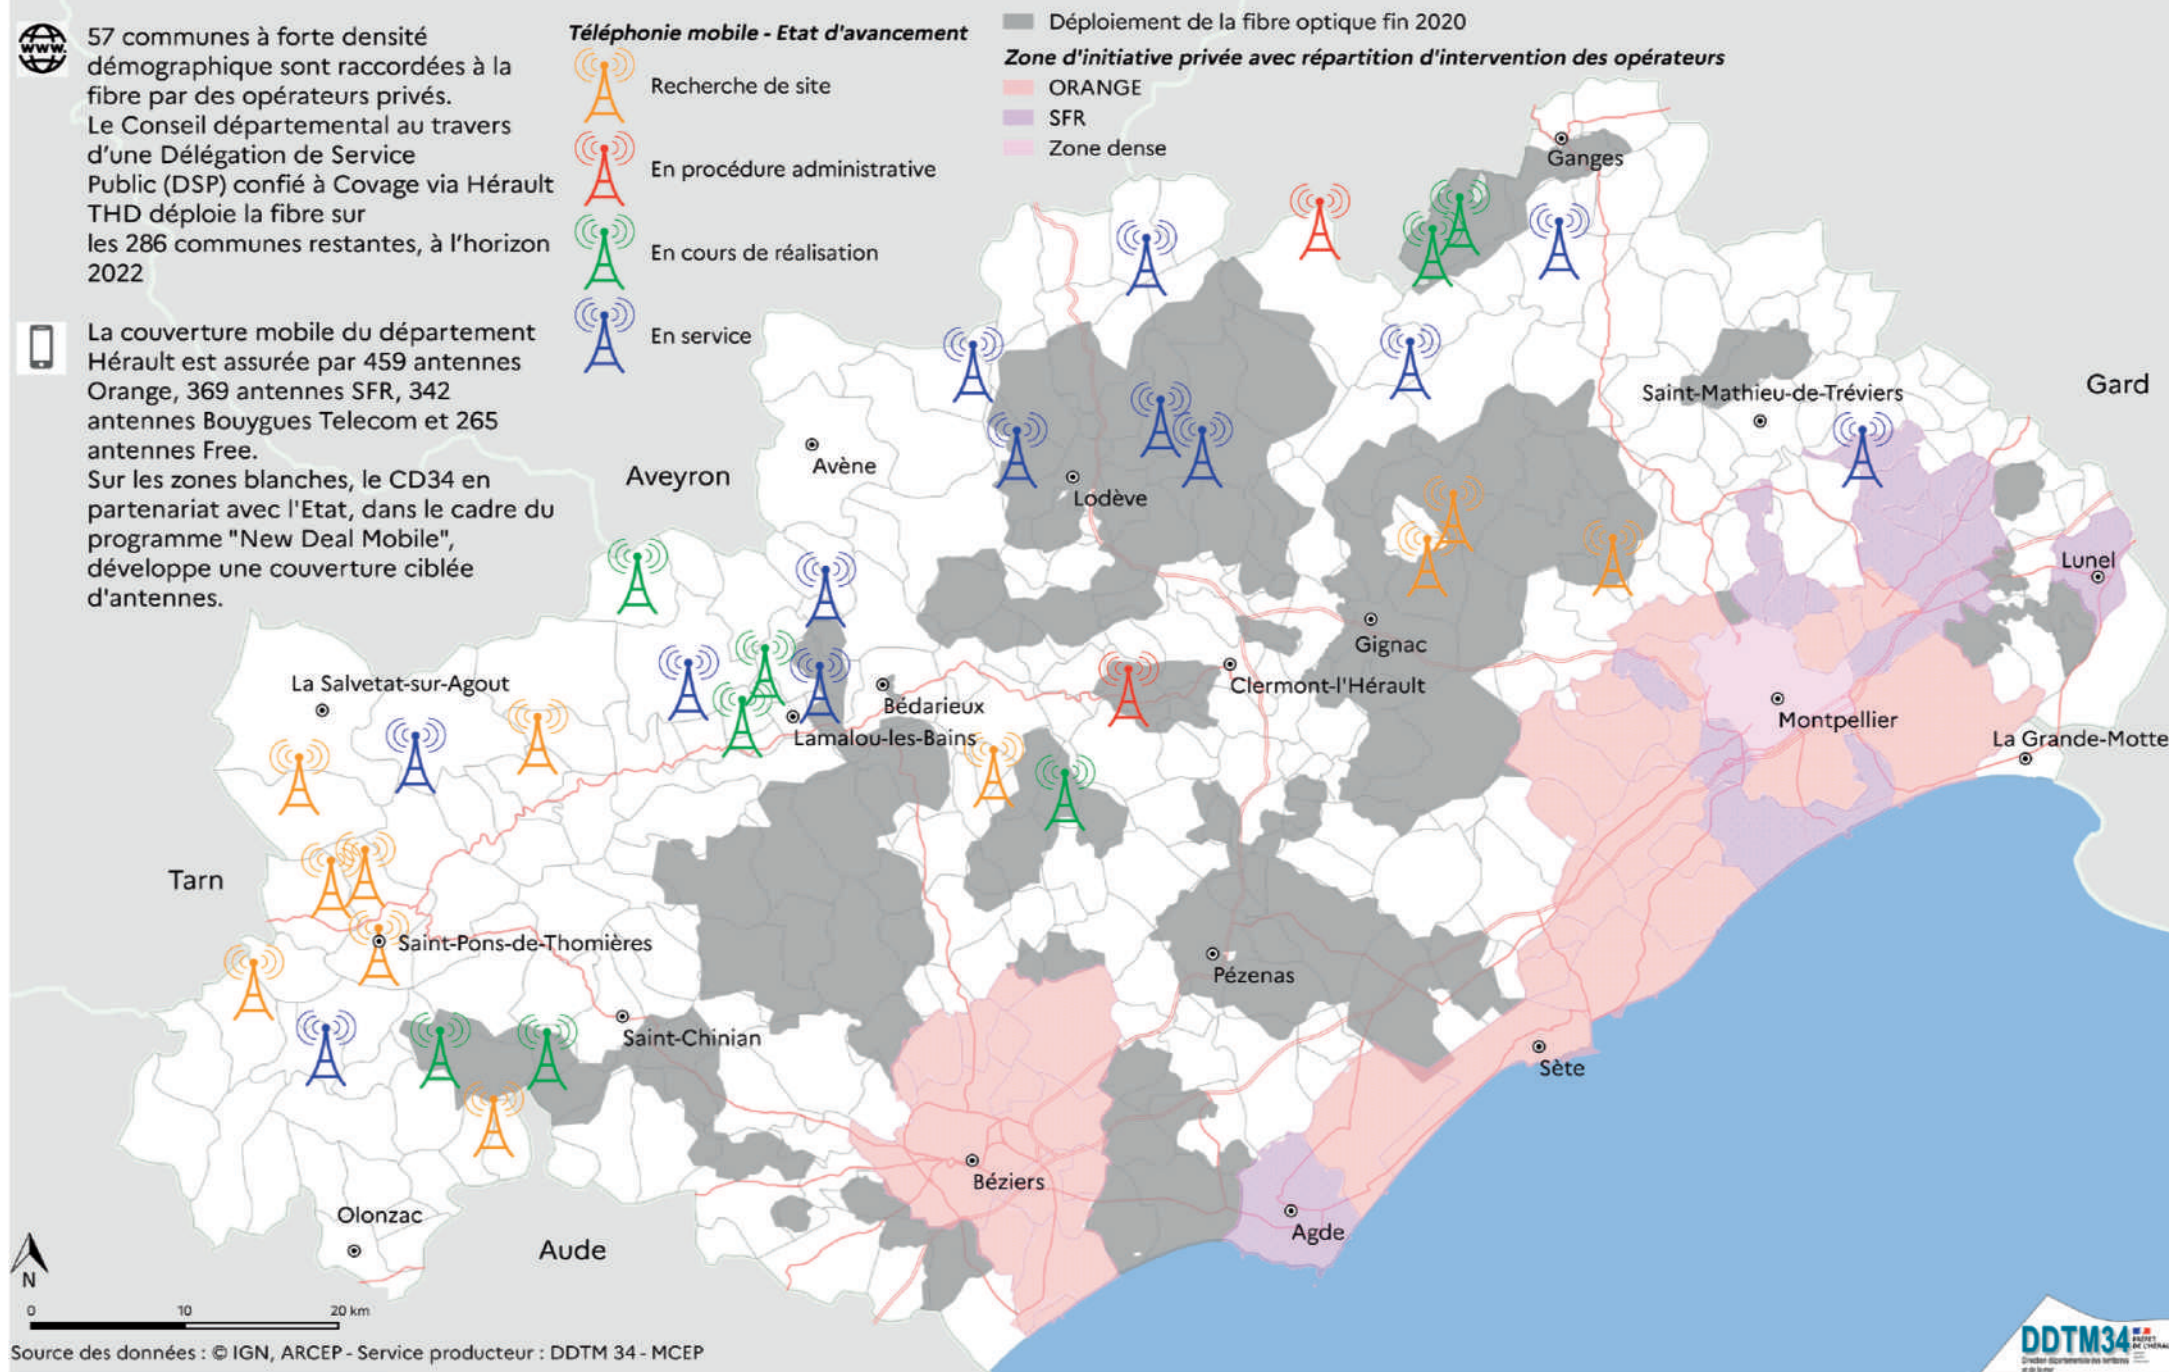 www.
57 communes à forte densité
démographique sont raccordées à la
fibre par des opérateurs privés.
Le Conseil départemental au travers
d'une Délégation de Service
Public (DSP) confié à Covage via Hérault
THD déploie la fibre sur
les 286 communes restantes, à l'horizon
2022
La couverture mobile du département
Hérault est assurée par 459 antennes
Orange, 369 antennes SFR, 342
antennes Bouygues Telecom et 265
antennes Free.
Sur les zones blanches, le CD34 en
partenariat avec l'Etat, dans le cadre du
programme "New Deal Mobile",
développe une couverture ciblée
d'antennes.
Téléphonie mobile - Etat d'avancement
Recherche de site
En procédure administrative
En cours de réalisation
En service
Déploiement de la fibre optique fin 2020
Zone d'initiative privée avec répartition d'intervention des opérateurs
ORANGE
SFR
Zone dense
Ganges
Gard
Saint-Mathieu-de-Tréviers
Aveyron
Avène
Lodève
Lunel
Gignac
La Salvetat-sur-Agout
Clermont-l'Hérault
Bédarieux
Montpellier
Lamalou-les-Bains
La Grande-Motte
Tarn
Saint-Pons-de-Thomières
Pézenas
Saint-Chinian
Sète
Béziers
Olonzac
Agde
Aude
N
0 10 20 km
Source des données : © IGN, ARCEP - Service producteur : DDTM 34 - MCEP
DDTM34